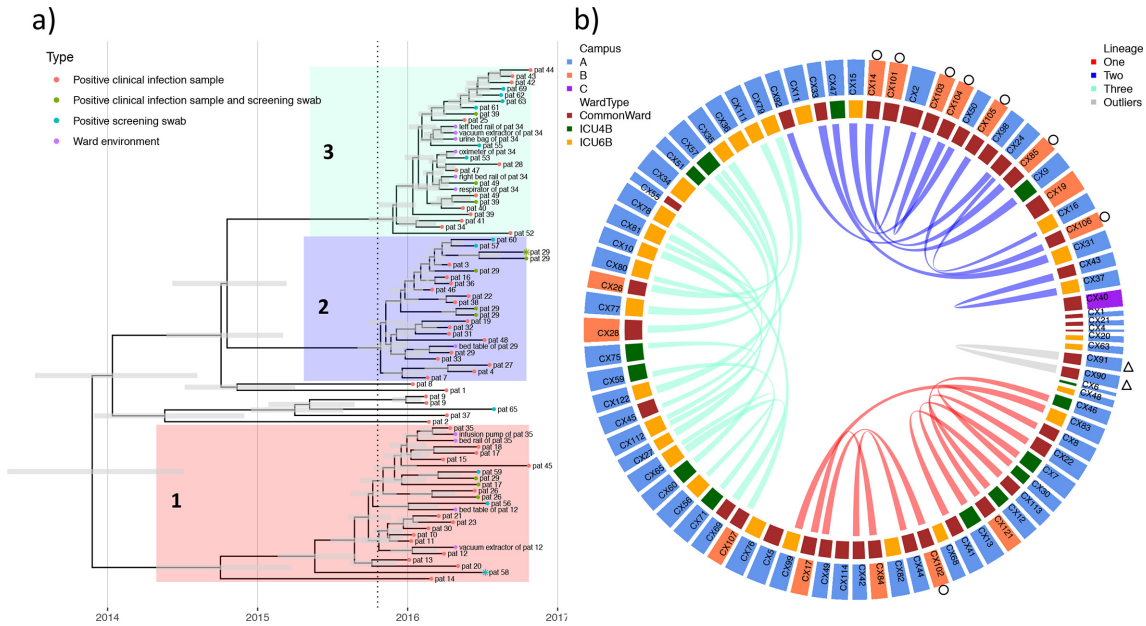 a)
Type
Positive clinical infection sample
Positive clinical infection sample and screening swab
Positive screening swab
Ward environment
3
2
1
pat 44
pat 43
pat 42
pat 69
pat 62
pat 63
pat 61
pat 39
pat 25
left bed rail of pat 34
vacuum extractor of pat 34
urine bag of pat 34
pat 55
oximeter of pat 34
pat 53
pat 28
pat 47
right bed rail of pat 34
pat 49
respirator of pat 34
pat 49
pat 39
pat 40
pat 39
pat 41
pat 34
pat 52
pat 60
pat 57
pat 29
pat 29
pat 3
pat 29
pat 16
pat 36
pat 46
pat 22
pat 38
pat 29
pat 29
pat 19
pat 32
pat 31
pat 48
bed table of pat 29
pat 29
pat 33
pat 27
pat 4
pat 7
pat 8
pat 1
pat 9
pat 9
pat 65
pat 37
pat 2
pat 35
infusion pump of pat 35
bed rail of pat 35
pat 18
pat 17
pat 15
pat 45
pat 59
pat 29
pat 17
pat 26
pat 26
pat 56
bed table of pat 12
pat 21
pat 23
pat 30
pat 10
pat 11
vacuum extractor of pat 12
pat 12
pat 13
pat 20
pat 58
pat 14
2014
2015
2016
2017
b)
Campus
A
B
C
WardType
CommonWard
ICU4B
ICU6B
Lineage
One
Two
Three
Outliers
CX14
CX101
CX2
CX103
CX104
CX50
CX105
CX98
CX24
CX85
CX9
CX19
CX16
CX106
CX31
CX43
CX37
CX40
CX1
CX21
CX4
CX20
CX63
CX91
CX90
CX6
CX48
CX46
CX83
CX8
CX22
CX7
CX30
CX113
CX12
CX121
CX13
CX41
CX68
CX102
CX44
CX82
CX84
CX42
CX114
CX49
CX17
CX99
CX5
CX76
CX107
CX69
CX71
CX56
CX60
CX65
CX27
CX112
CX45
CX122
CX59
CX75
CX28
CX77
CX26
CX80
CX10
CX81
CX78
CX55
CX34
CX51
CX57
CX35
CX36
CX111
CX79
CX92
CX11
CX33
CX47
CX15